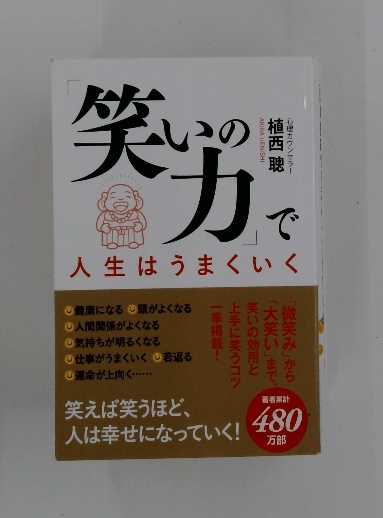 「笑いの力」で
人生はうまくいく
心理カウンセラー
植西 聰
AKIRA UENISHI
「微笑み」から
「大笑い」まで、
笑いの効用と
上手に笑うコツ
一挙掲載！
健康になる 頭がよくなる
人間関係がよくなる
気持ちが明るくなる
仕事がうまくいく 若返る
運命が上向く……
笑えば笑うほど、
人は幸せになっていく！
著者累計
480
万部